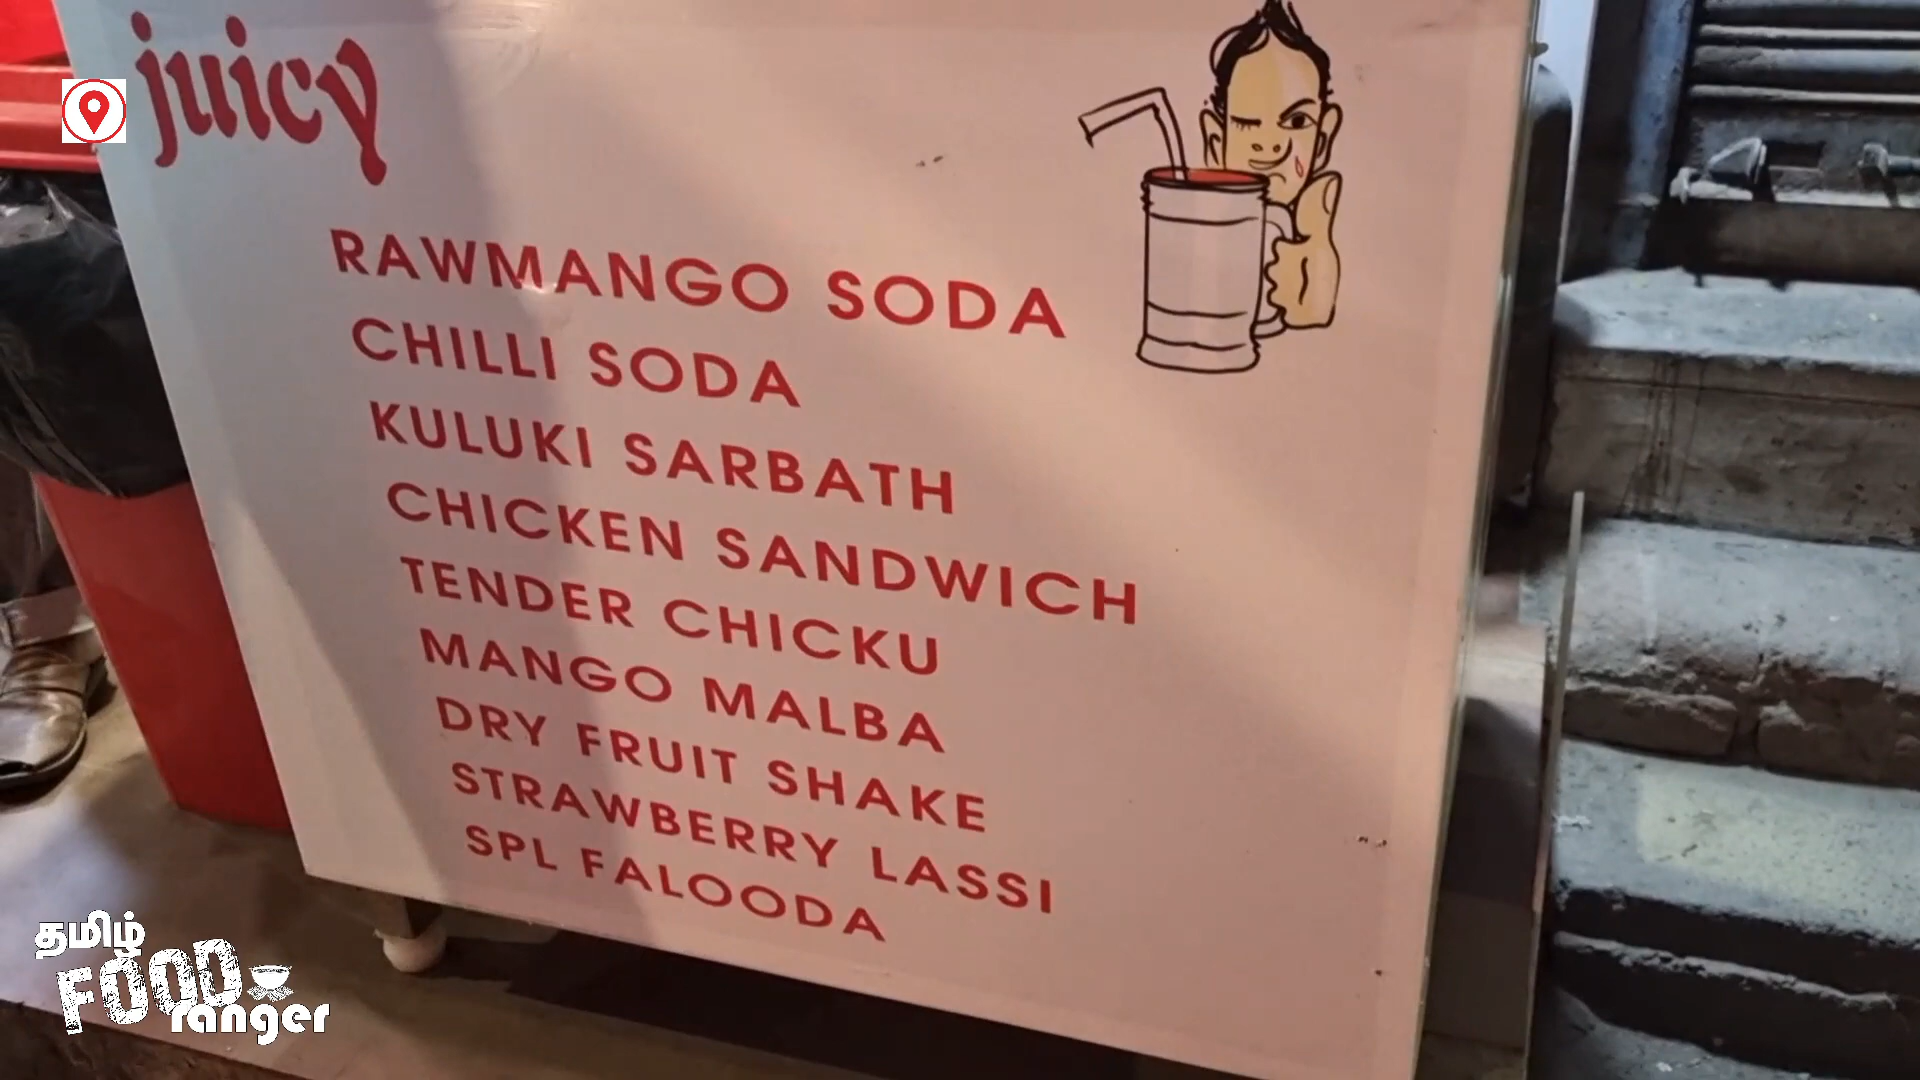 juicy
RAWMANGO SODA
CHILLI SODA
KULUKI SARBATH
CHICKEN SANDWICH
TENDER CHICKU
MANGO MALBA
DRY FRUIT SHAKE
STRAWBERRY LASSI
SPL FALOODA
தமிழ்
FOOD
ranger